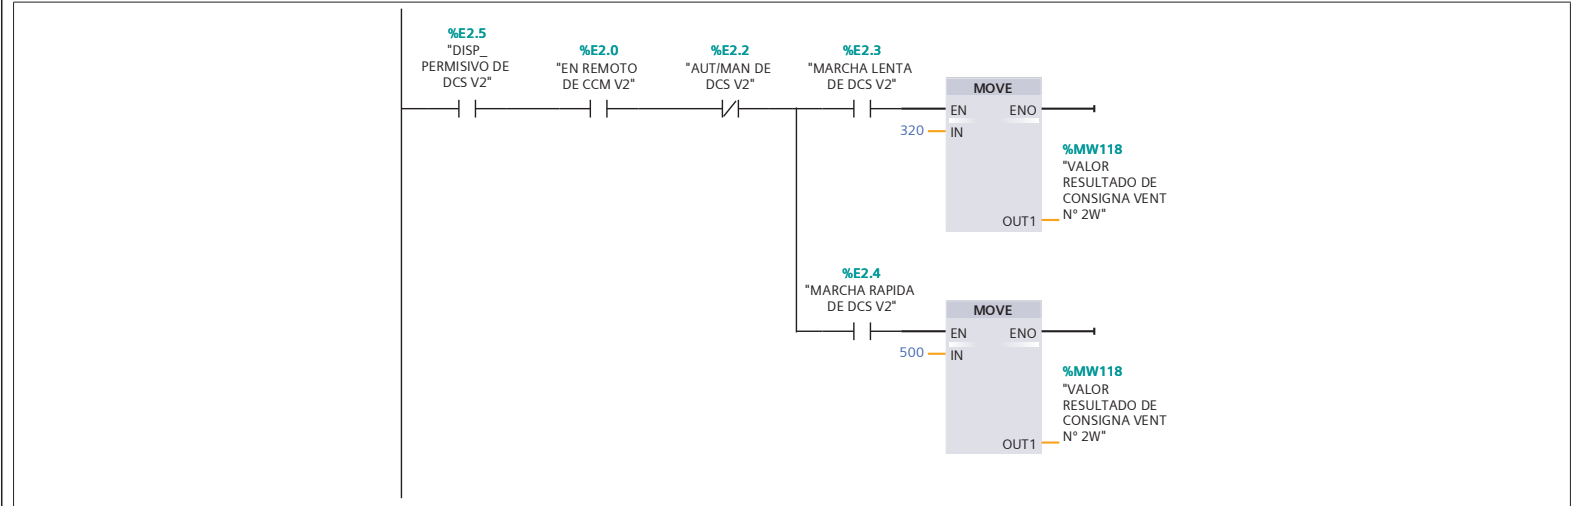 %E2.5
"DISP_
PERMISIVO DE
DCS V2"
%E2.0
"EN REMOTO
DE CCM V2"
%E2.2
"AUT/MAN DE
DCS V2"
%E2.3
"MARCHA LENTA
DE DCS V2"
MOVE
EN ENO
320 IN
%MW118
"VALOR
RESULTADO DE
CONSIGNA VENT
N° 2W"
OUT1
%E2.4
"MARCHA RAPIDA
DE DCS V2"
MOVE
EN ENO
500 IN
%MW118
"VALOR
RESULTADO DE
CONSIGNA VENT
N° 2W"
OUT1